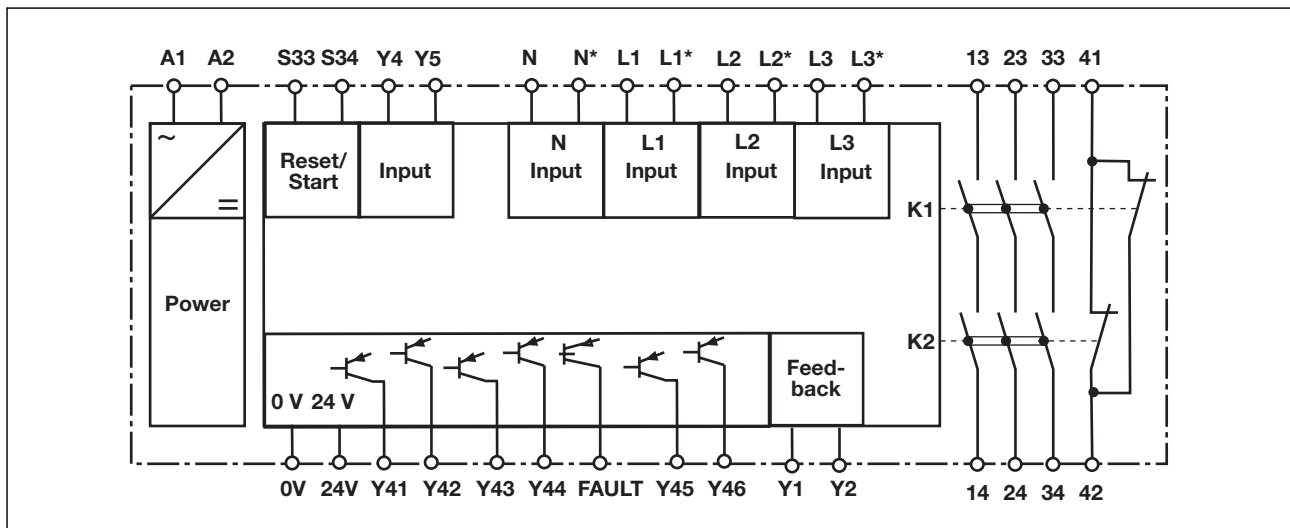 A1 A2 S33 S34 Y4 Y5 N N* L1 L1* L2 L2* L3 L3* 13 23 33 41
~
=
Power
Reset/
Start
Input
N
Input
L1
Input
L2
Input
L3
Input
K1
K2
0 V 24 V
Feed-
back
0V 24V Y41 Y42 Y43 Y44 FAULT Y45 Y46 Y1 Y2 14 24 34 42